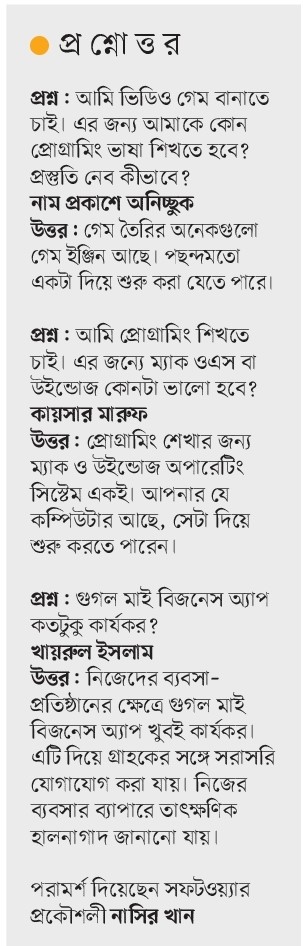 প্রশ্নোত্তর
প্রশ্ন : আমি ভিডিও গেম বানাতে
চাই। এর জন্য আমাকে কোন
প্রোগ্রামিং ভাষা শিখতে হবে?
প্রস্তুতি নেব কীভাবে?
নাম প্রকাশে অনিচ্ছুক
উত্তর : গেম তৈরির অনেকগুলো
গেম ইঞ্জিন আছে। পছন্দমতো
একটা দিয়ে শুরু করা যেতে পারে।
প্রশ্ন : আমি প্রোগ্রামিং শিখতে
চাই। এর জন্যে ম্যাক ওএস বা
উইন্ডোজ কোনটা ভালো হবে?
কায়সার মারুফ
উত্তর : প্রোগ্রামিং শেখার জন্য
ম্যাক ও উইন্ডোজ অপারেটিং
সিস্টেম একই। আপনার যে
কম্পিউটার আছে, সেটা দিয়ে
শুরু করতে পারেন।
প্রশ্ন : গুগল মাই বিজনেস অ্যাপ
কতটুকু কার্যকর?
খায়রুল ইসলাম
উত্তর : নিজেদের ব্যবসা-
প্রতিষ্ঠানের ক্ষেত্রে গুগল মাই
বিজনেস অ্যাপ খুবই কার্যকর।
এটি দিয়ে গ্রাহকের সঙ্গে সরাসরি
যোগাযোগ করা যায়। নিজের
ব্যবসার ব্যাপারে তাৎক্ষণিক
হালনাগাদ জানানো যায়।
পরামর্শ দিয়েছেন সফটওয়্যার
প্রকৌশলী নাসির খান